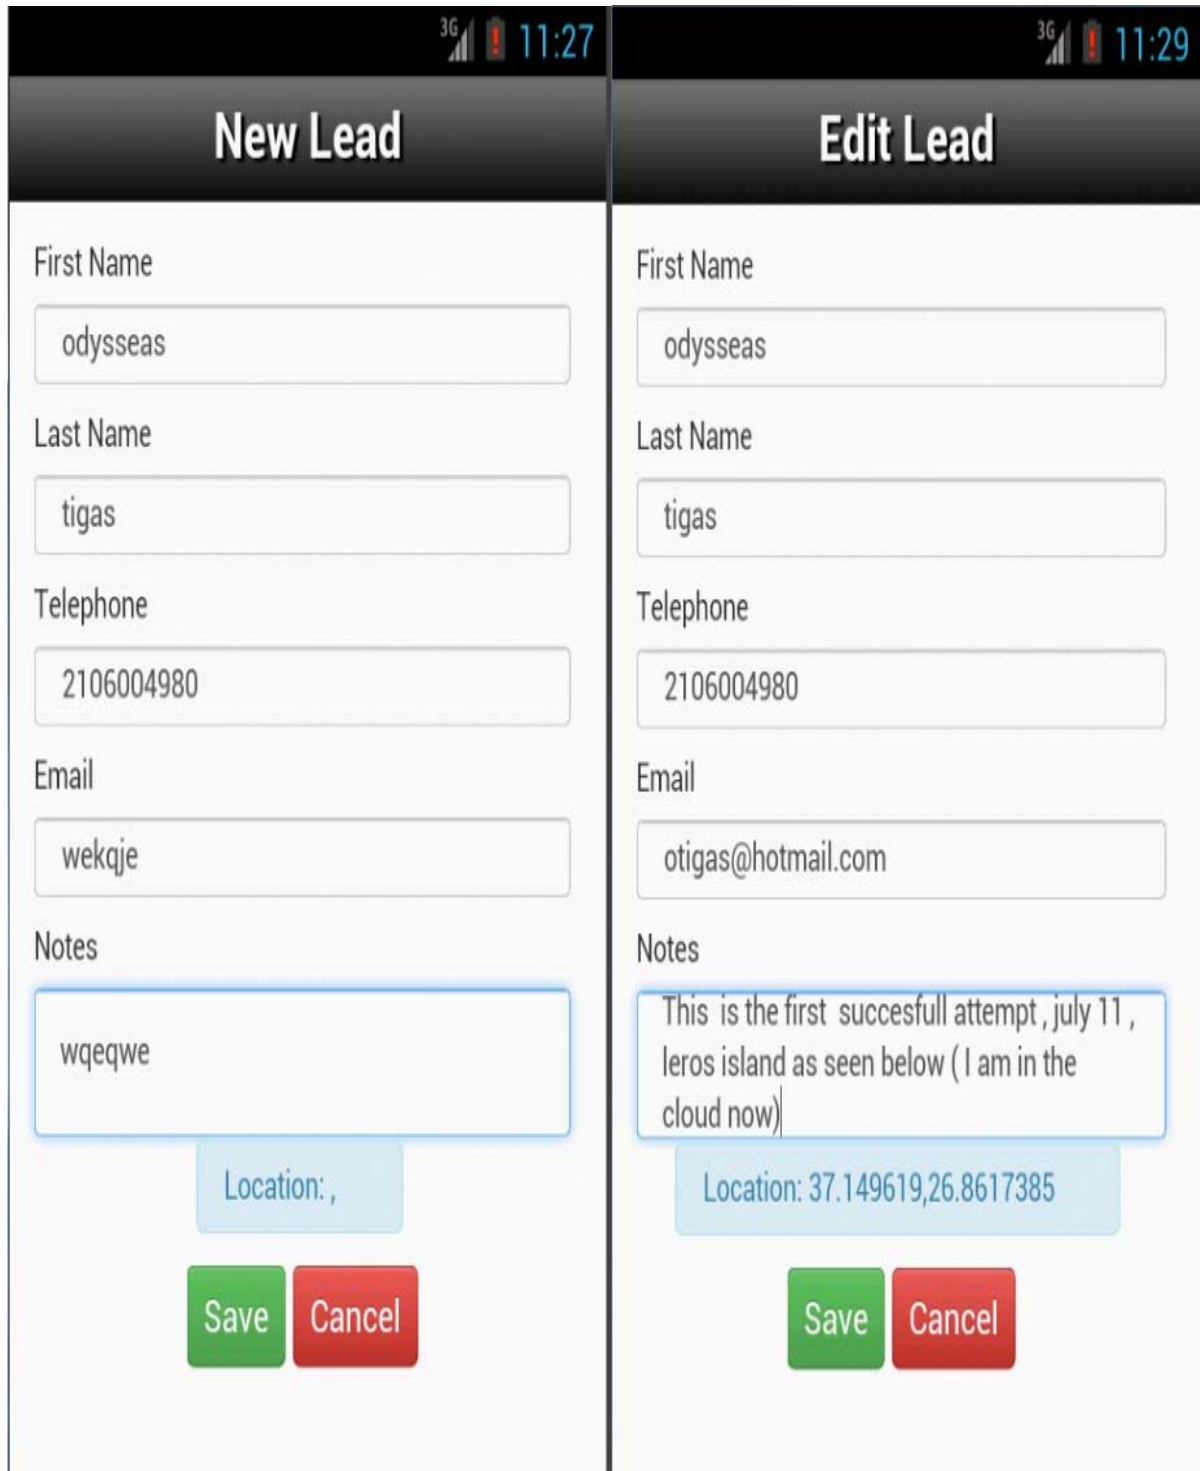 3G 11:27
New Lead
First Name
odysseas
Last Name
tigas
Telephone
2106004980
Email
wekqje
Notes
wqeqwe
Location: ,
Save Cancel
3G 11:29
Edit Lead
First Name
odysseas
Last Name
tigas
Telephone
2106004980
Email
otigas@hotmail.com
Notes
This is the first succesfull attempt , july 11 ,
leros island as seen below ( I am in the
cloud now)
Location: 37.149619,26.8617385
Save Cancel